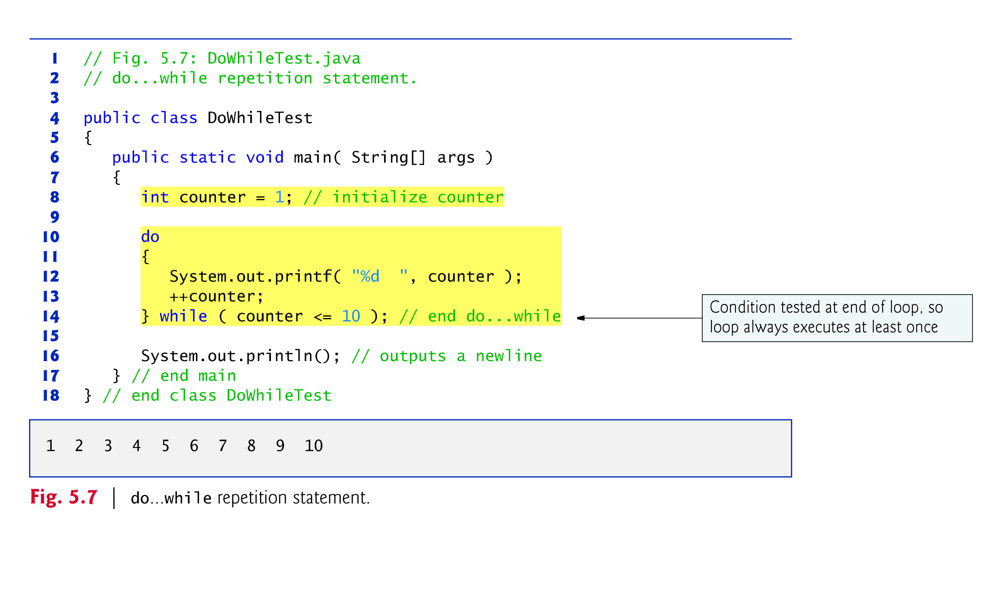 1 // Fig. 5.7: DoWhileTest.java
2 // do...while repetition statement.
3
4 public class DoWhileTest
5 {
6 public static void main( String[] args )
7 {
8 int counter = 1; // initialize counter
9
10 do
11 {
12 System.out.printf( "%d  ", counter );
13 ++counter;
14 } while ( counter <= 10 ); // end do...while
Condition tested at end of loop, so
loop always executes at least once
15
16 System.out.println(); // outputs a newline
17 } // end main
18 } // end class DoWhileTest
1  2  3  4  5  6  7  8  9  10
Fig. 5.7 | do...while repetition statement.